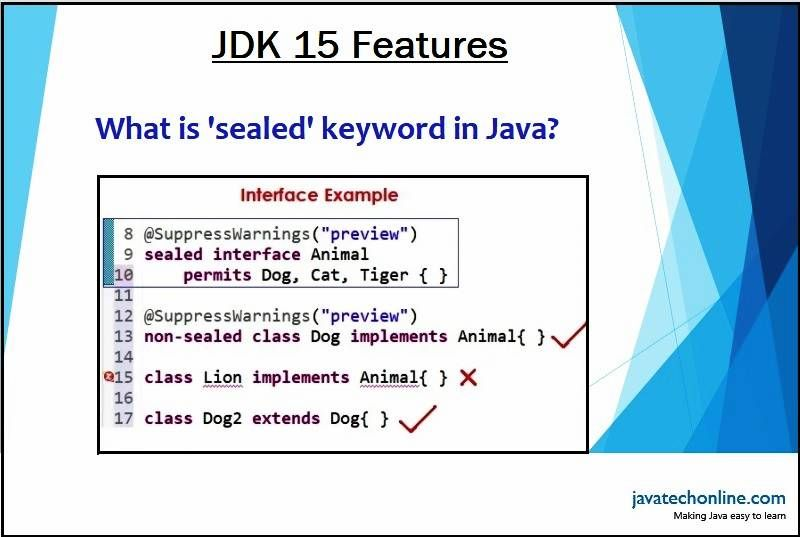 JDK 15 Features
What is 'sealed' keyword in Java?
Interface Example
8 @SuppressWarnings("preview")
9 sealed interface Animal
10 permits Dog, Cat, Tiger { }
11
12 @SuppressWarnings("preview")
13 non-sealed class Dog implements Animal{ }
14
15 class Lion implements Animal{ }
16
17 class Dog2 extends Dog{ }
javatechonline.com
Making Java easy to learn